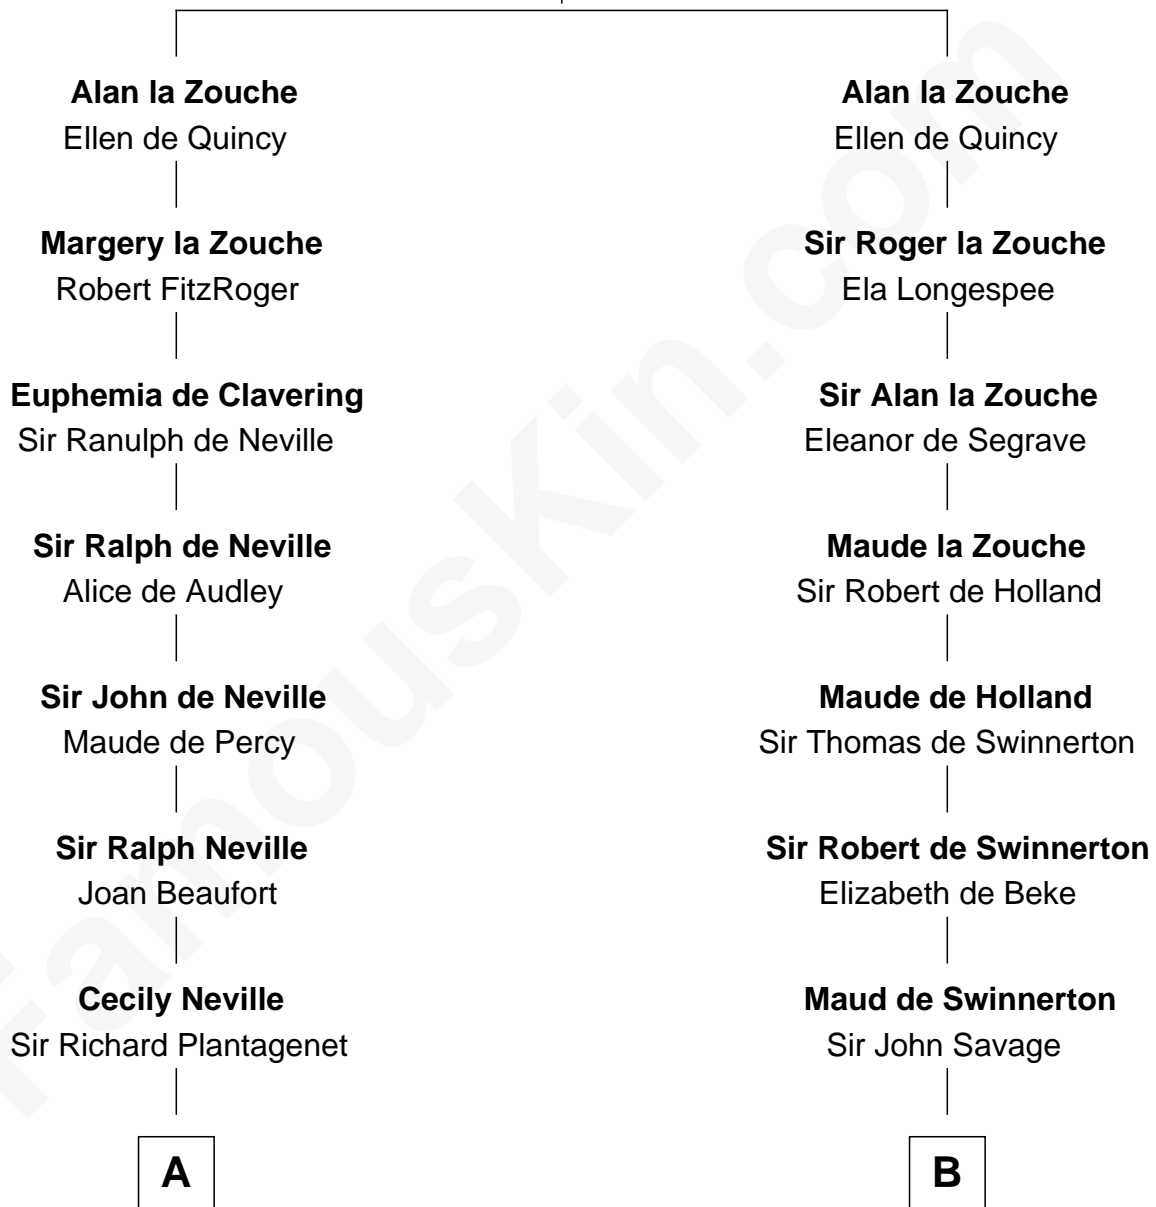 Alan la Zouche
Ellen de Quincy
Margery la Zouche
Robert FitzRoger
Euphemia de Clavering
Sir Ranulph de Neville
Sir Ralph de Neville
Alice de Audley
Sir John de Neville
Maude de Percy
Sir Ralph Neville
Joan Beaufort
Cecily Neville
Sir Richard Plantagenet
A
Alan la Zouche
Ellen de Quincy
Sir Roger la Zouche
Ela Longespee
Sir Alan la Zouche
Eleanor de Segrave
Maude la Zouche
Sir Robert de Holland
Maude de Holland
Sir Thomas de Swinnerton
Sir Robert de Swinnerton
Elizabeth de Beke
Maud de Swinnerton
Sir John Savage
B
FamousKin.com